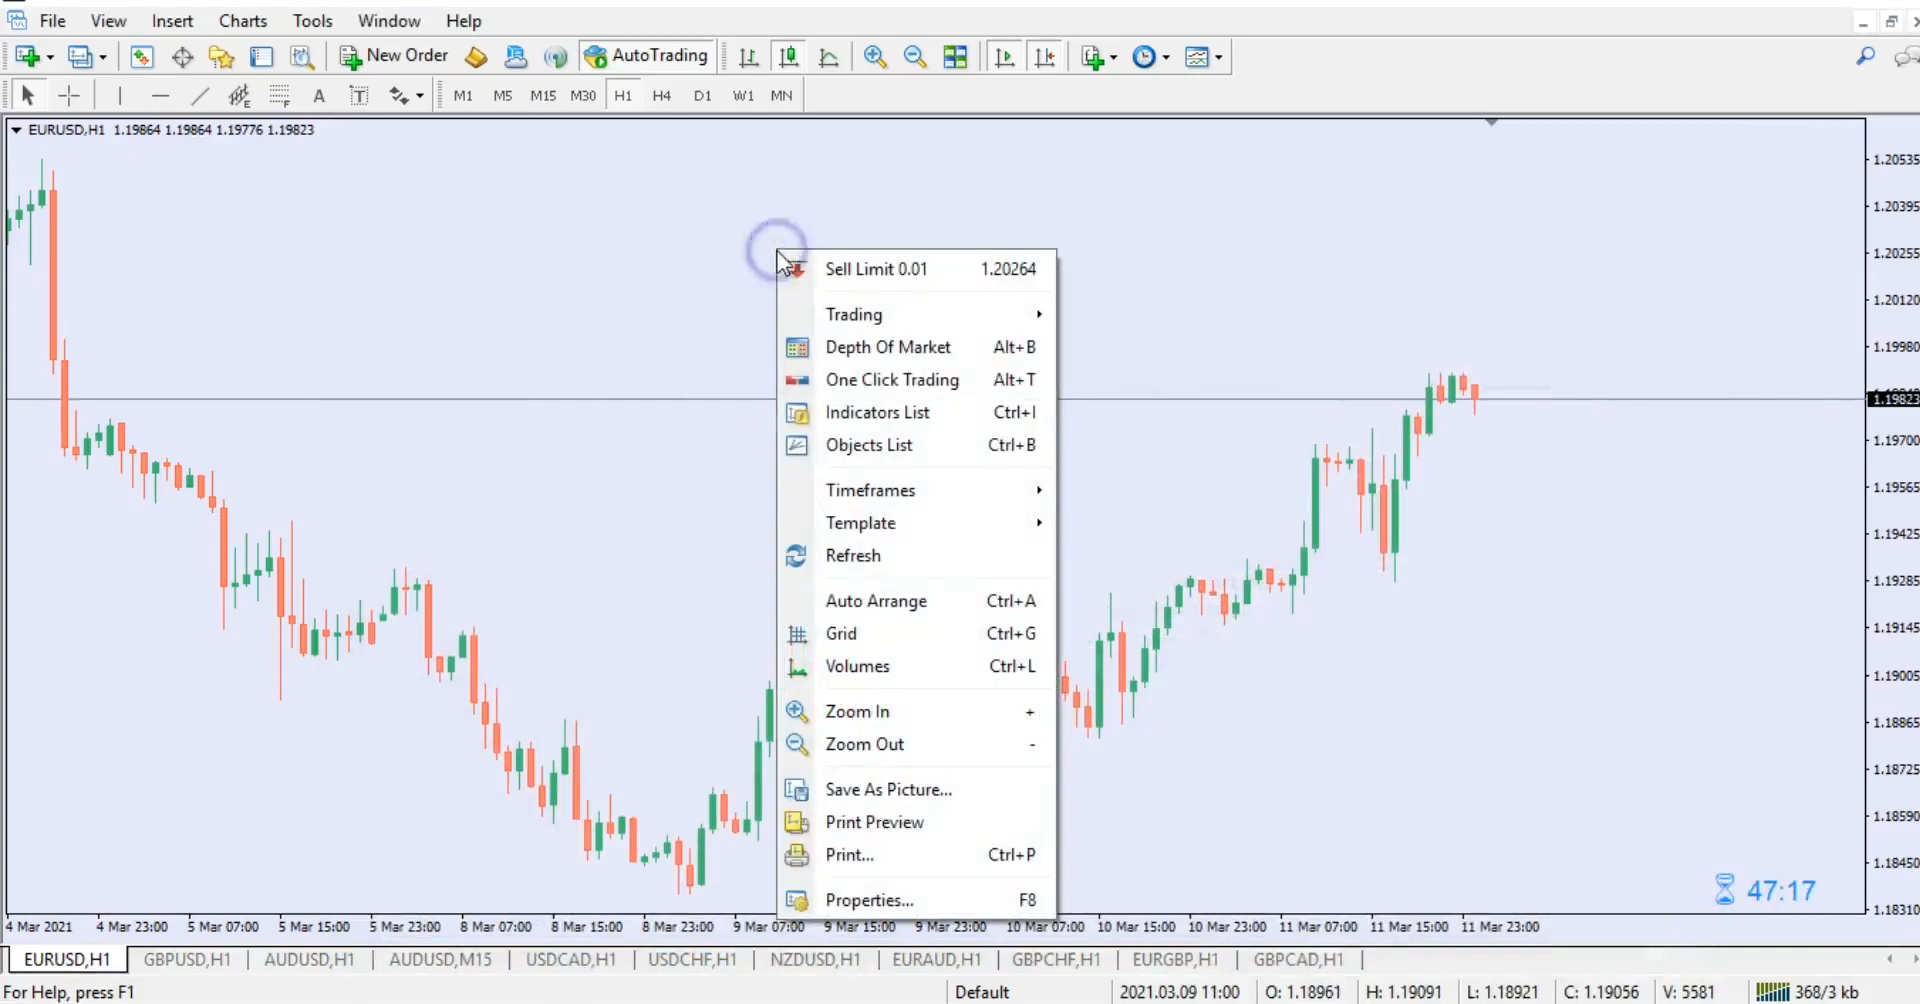 File View Insert Charts Tools Window Help
New Order AutoTrading
A T M1 M5 M15 M30 H1 H4 D1 W1 MN
EURUSD,H1 1.19864 1.19864 1.19776 1.19823
1.20535
1.20395
1.20255
1.20120
1.19980
1.19823
1.19700
1.19565
1.19425
1.19285
1.19145
1.19005
1.18865
1.18725
1.18590
1.18450
1.18310
Sell Limit 0.01 1.20264
Trading
Depth Of Market Alt+B
One Click Trading Alt+T
Indicators List Ctrl+I
Objects List Ctrl+B
Timeframes
Template
Refresh
Auto Arrange Ctrl+A
Grid Ctrl+G
Volumes Ctrl+L
Zoom In +
Zoom Out -
Save As Picture...
Print Preview
Print... Ctrl+P
Properties... F8
47:17
4 Mar 2021 4 Mar 23:00 5 Mar 07:00 5 Mar 15:00 5 Mar 23:00 8 Mar 07:00 8 Mar 15:00 8 Mar 23:00 9 Mar 07:00 9 Mar 15:00 9 Mar 23:00 10 Mar 07:00 10 Mar 15:00 10 Mar 23:00 11 Mar 07:00 11 Mar 15:00 11 Mar 23:00
EURUSD,H1 GBPUSD,H1 AUDUSD,H1 AUDUSD,M15 USDCAD,H1 USDCHF,H1 NZDUSD,H1 EURAUD,H1 GBPCHF,H1 EURGBP,H1 GBPCAD,H1
For Help, press F1 Default 2021.03.09 11:00 O: 1.18961 H: 1.19091 L: 1.18921 C: 1.19056 V: 5581 368/3 kb